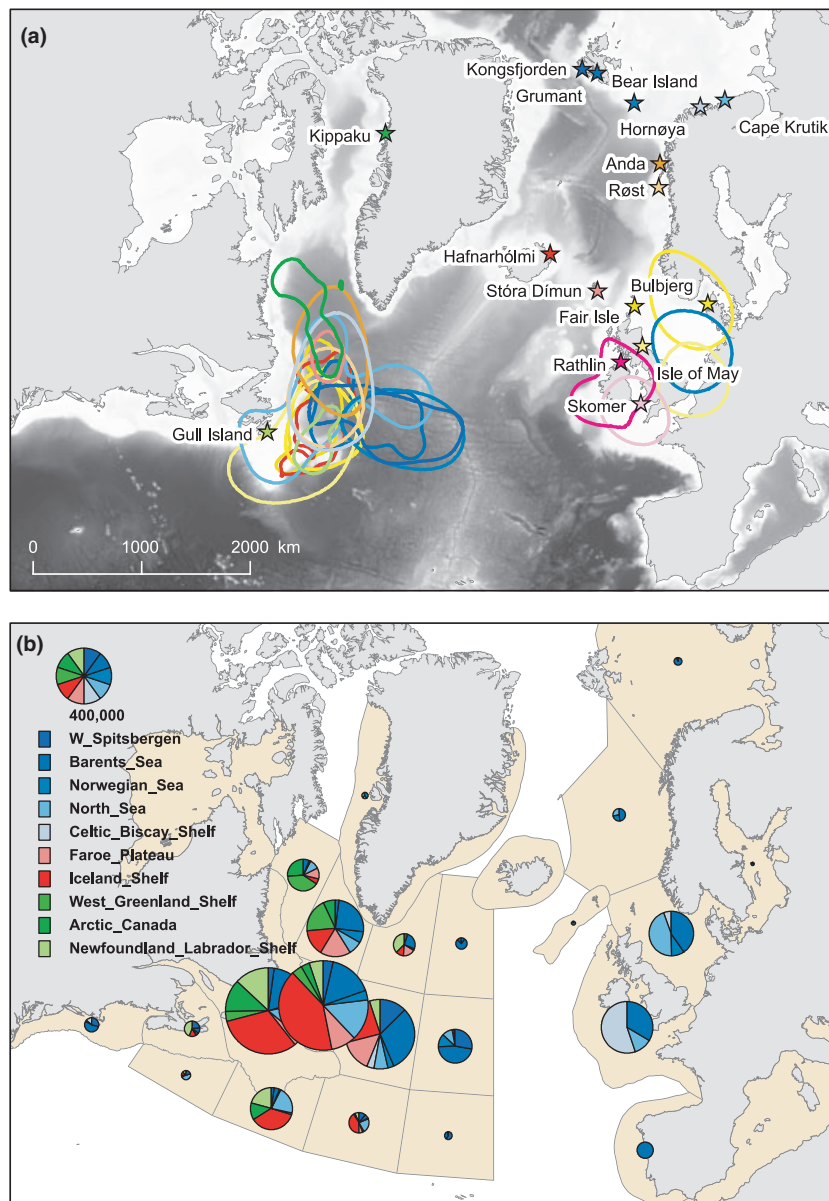 (a)
Kongsfjorden
Grumant
Bear Island
Kippaku
Hornøya
Cape Krutik
Anda
Røst
Hafnarhólmi
Stóra Dímun
Bulbjerg
Fair Isle
Rathlin
Isle of May
Skomer
Gull Island
0 1000 2000 km
(b)
400,000
W_Spitsbergen
Barents_Sea
Norwegian_Sea
North_Sea
Celtic_Biscay_Shelf
Faroe_Plateau
Iceland_Shelf
West_Greenland_Shelf
Arctic_Canada
Newfoundland_Labrador_Shelf